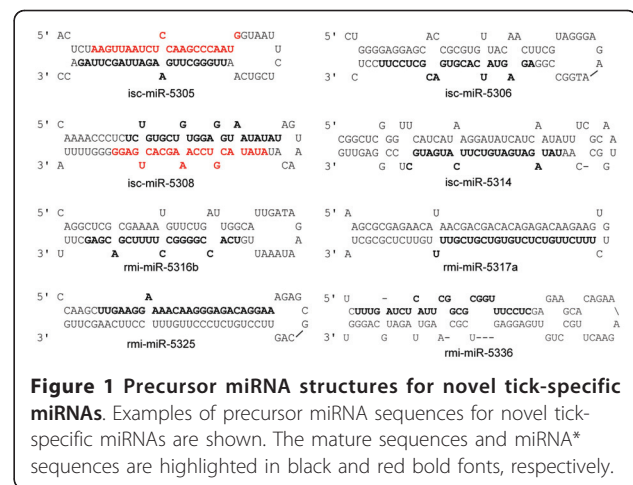 5' AC C GGUAAU
UCUAAGUUAAUCU CAAGCCCAAU U
AGAUUCGAUUAGA GUUCGGGUUA C
3' CC A ACUGCU
isc-miR-5305
5' CU AC U AA UAGGGA
GGGGAGGAGC CGCGUG UAC CUUCG G
UCCUUCCUCG GUGCAC AUG GAGGC A
3' CA U A CGGUA
isc-miR-5306
5' C U G G A AG
AAAACCCUCUC GUGCU UGGA GU AUAUAU U
UUUUGGGGGAG CACGA ACCU CA UAUAUA A
3' A U A G CA
isc-miR-5308
5' G UU A A UC A
CGGCUC GG CAUCAU AGGAUAUCAUC AUAUU GC A
GUUGAG CC GUAGUA UUCUGUAGUAG UAUAA CG U
3' G UC C A C- G
isc-miR-5314
5' C U AU UUGAUA
AGGCUCG CGAAAA GUUCUG UGGCA G
UUCGAGC GCUUUU CGGGGC ACUGU A
3' U A C C UAAAUA
rmi-miR-5316b
5' A U U
AGCGCGAGAACA AACGACGACACAGAGACAAGAAG G
UCGCGCUCUUGU UUGCUGCUGUGUCUCUGUUCUUU U
3' A U C
rmi-miR-5317a
5' C A AGAG
CAAGCUUGAAGG AAACAAGGGAGACAGGAA C
GUUCGAACUUCC UUUGUUCCCUCUGUCCUU G
3' GAC
rmi-miR-5325
5' U - C CG CGGU GAA CAGAA
CUUUG AUCU AUU GCG UUCCUCGA GCA \
GGGAC UAGA UGA CGC GAGGAGUU CGU A
3' U G U A- U--- GUC UCAAG
rmi-miR-5336
Figure 1 Precursor miRNA structures for novel tick-specific
miRNAs. Examples of precursor miRNA sequences for novel tick-
specific miRNAs are shown. The mature sequences and miRNA*
sequences are highlighted in black and red bold fonts, respectively.